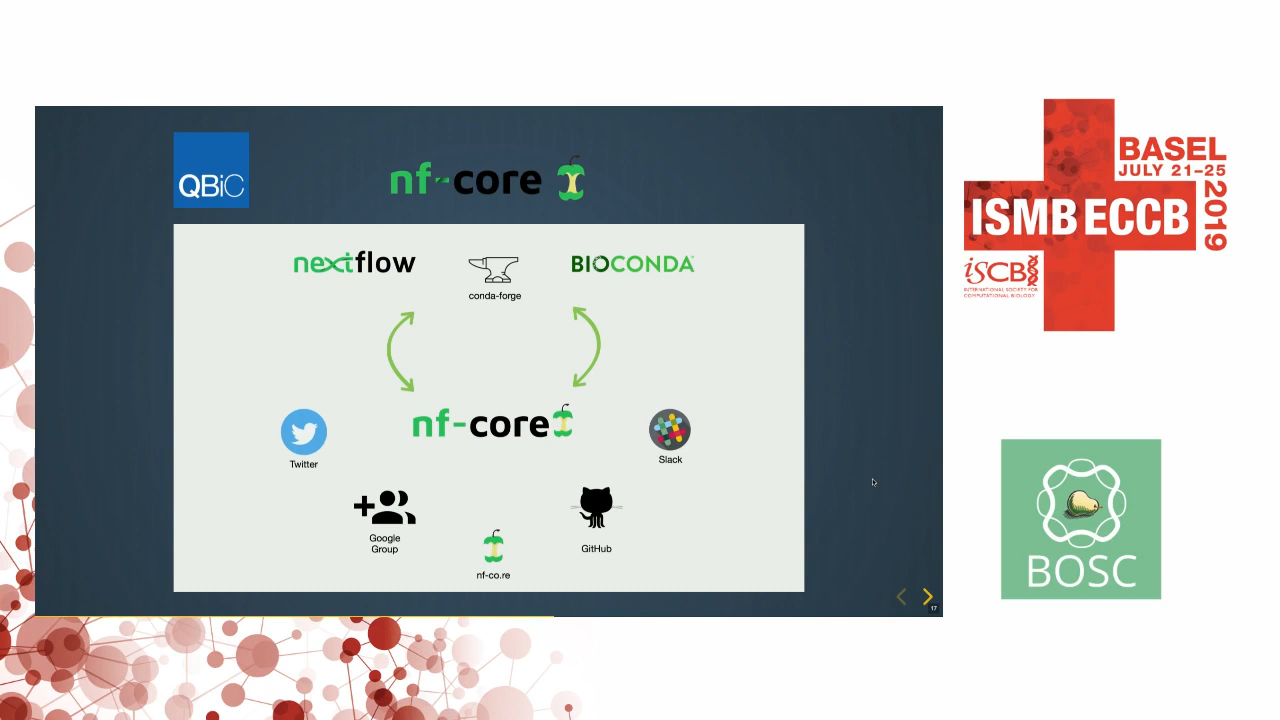 QBiC
nf-core
nextflow
conda-forge
BIOCONDA
nf-core
Twitter
Slack
Google
Group
GitHub
nf-co.re
17
BASEL
JULY 21-25
2019
ISMB ECCB
iSCB
INTERNATIONAL SOCIETY FOR
COMPUTATIONAL BIOLOGY
BOSC